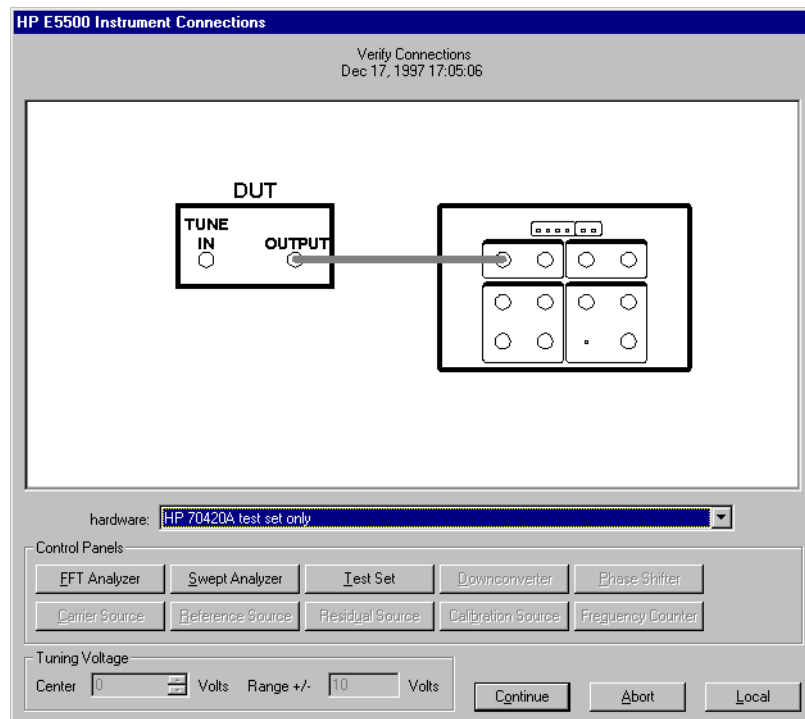 HP E5500 Instrument Connections
Verify Connections
Dec 17, 1997 17:05:06
DUT
TUNE
IN
OUTPUT
hardware: HP 70420A test set only
Control Panels
FFT Analyzer Swept Analyzer Test Set Downconverter Phase Shifter
Carrier Source Reference Source Residual Source Calibration Source Frequency Counter
Tuning Voltage
Center 0 Volts Range +/- 10 Volts
Continue Abort Local